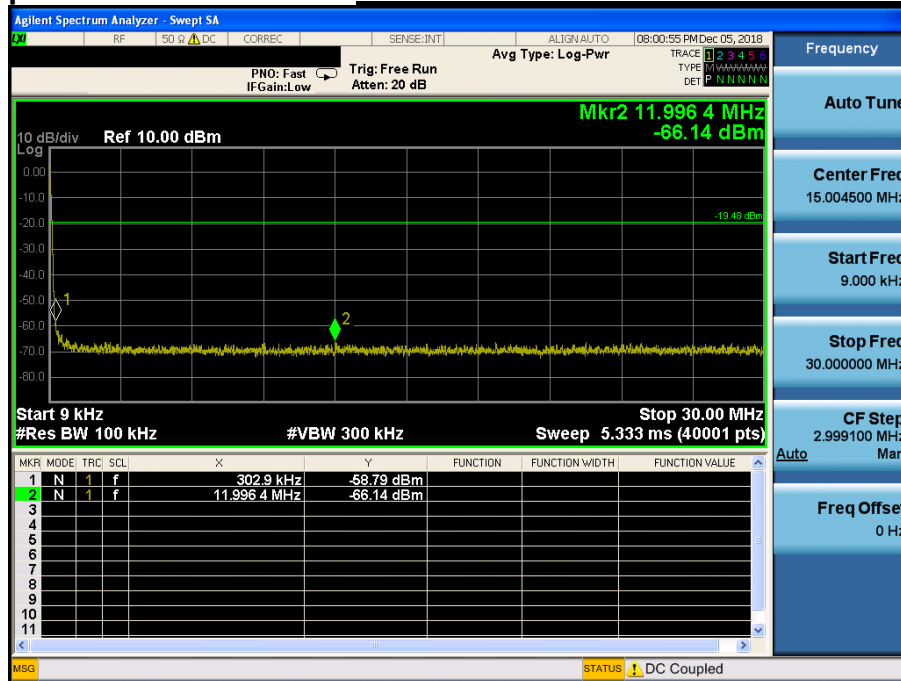 Agilent Spectrum Analyzer - Swept SA
LXI RF 50 Ω DC CORREC SENSE:INT ALIGN AUTO 08:00:55 PM Dec 05, 2018
Avg Type: Log-Pwr
TRACE 1 2 3 4 5 6
TYPE M W W W W W
DET P N N N N N
PNO: Fast
IFGain:Low
Trig: Free Run
Atten: 20 dB
Mkr2 11.996 4 MHz
-66.14 dBm
10 dB/div Ref 10.00 dBm
Log
0.00
-10.0
-20.0
-19.48 dBm
-30.0
-40.0
-50.0
-60.0
-70.0
-80.0
1
2
Start 9 kHz Stop 30.00 MHz
#Res BW 100 kHz #VBW 300 kHz Sweep 5.333 ms (40001 pts)
MKR MODE TRC SCL X Y FUNCTION FUNCTION WIDTH FUNCTION VALUE
1 N 1 f 302.9 kHz -58.79 dBm
2 N 1 f 11.996 4 MHz -66.14 dBm
3
4
5
6
7
8
9
10
11
MSG STATUS DC Coupled
Frequency
Auto Tune
Center Freq
15.004500 MHz
Start Freq
9.000 kHz
Stop Freq
30.000000 MHz
CF Step
2.999100 MHz
Auto Man
Freq Offset
0 Hz